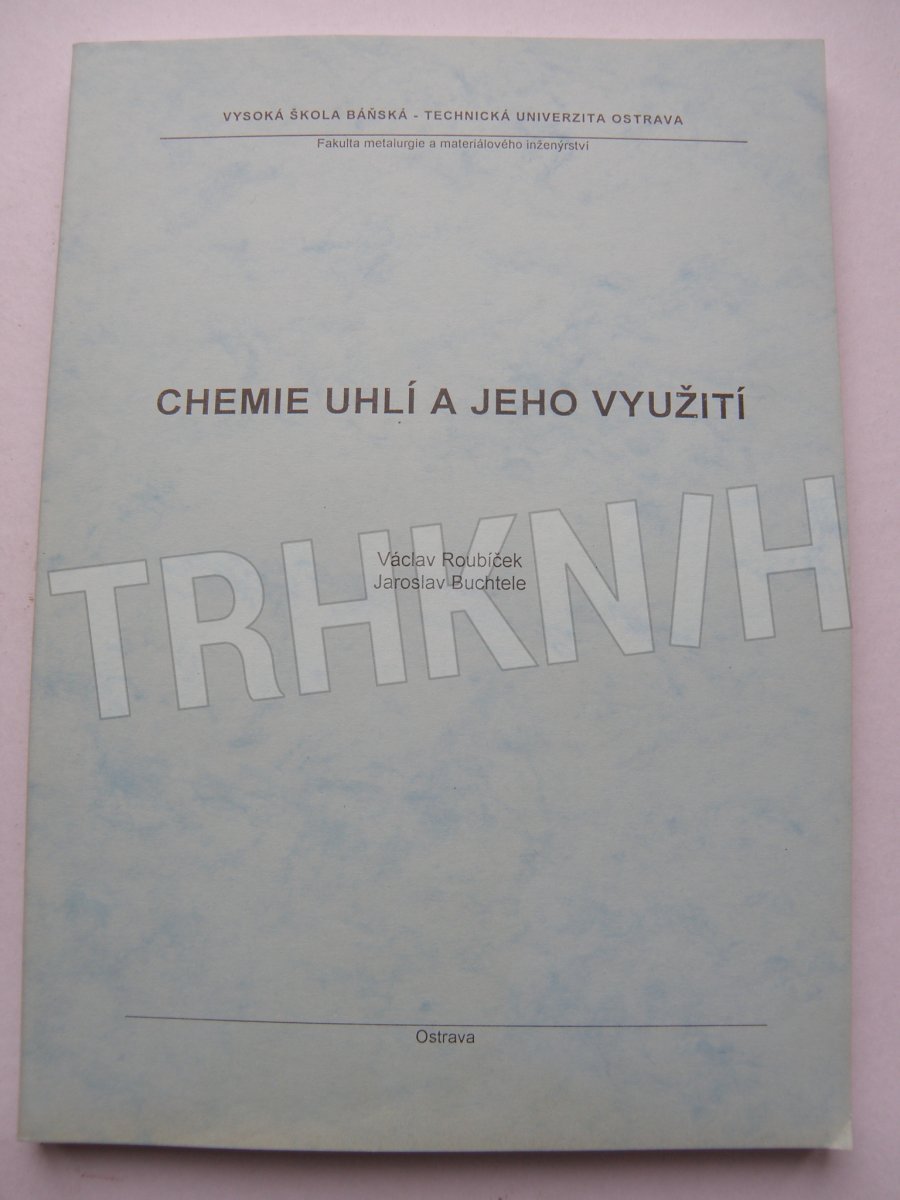 VYSOKÁ ŠKOLA BÁŇSKÁ - TECHNICKÁ UNIVERZITA OSTRAVA
Fakulta metalurgie a materiálového inženýrství
CHEMIE UHLÍ A JEHO VYUŽITÍ
Václav Roubíček
Jaroslav Buchtele
TRHKNIH
Ostrava